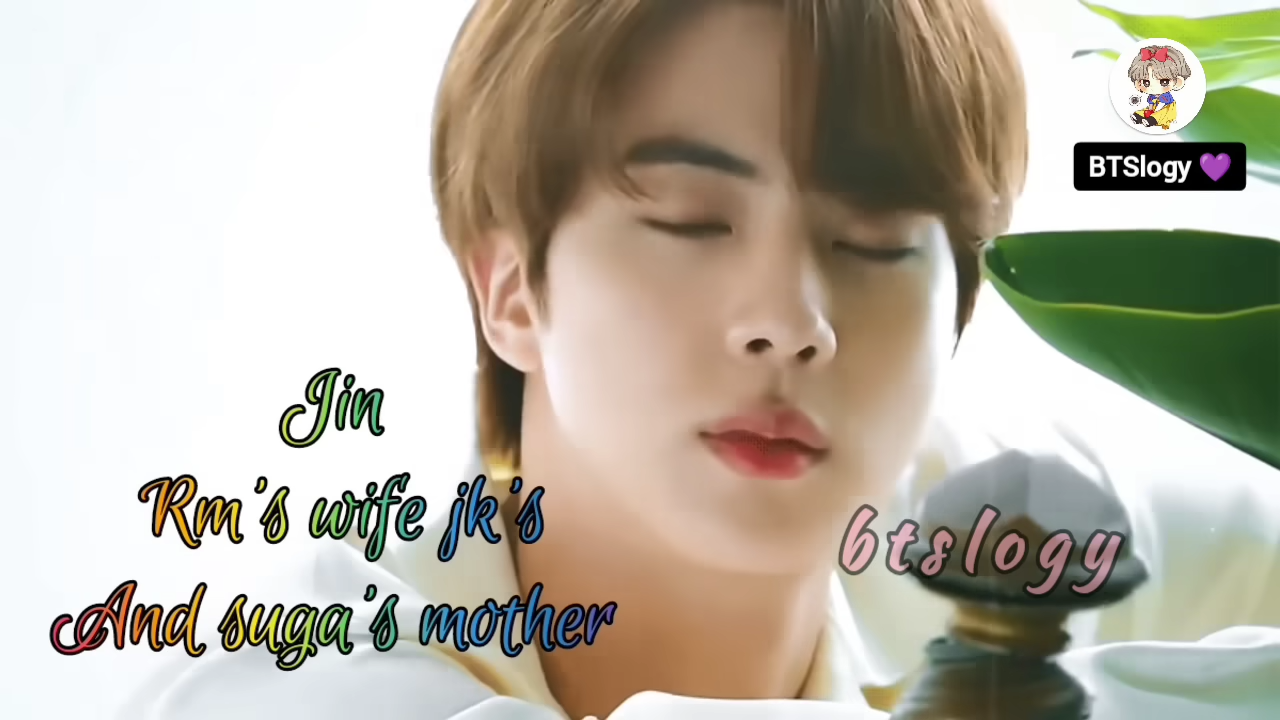 BTSlogy 💜
Jin
Rm's wife jk's
And suga's mother
btslogy